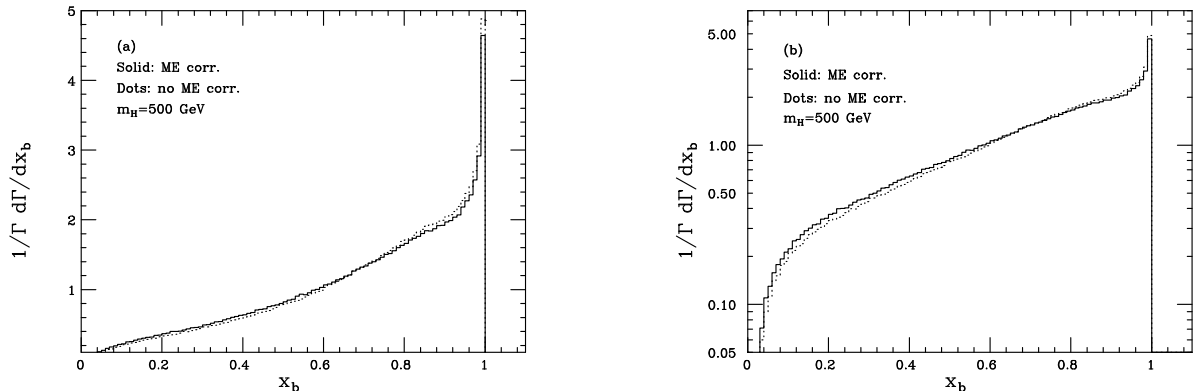 5
4
3
2
1
0
0.2
0.4
0.6
0.8
1
1/Γ dΓ/dx_b
x_b
(a)
Solid: ME corr.
Dots: no ME corr.
m_H=500 GeV
5.00
1.00
0.50
0.10
0.05
0
0.2
0.4
0.6
0.8
1
1/Γ dΓ/dx_b
x_b
(b)
Solid: ME corr.
Dots: no ME corr.
m_H=500 GeV